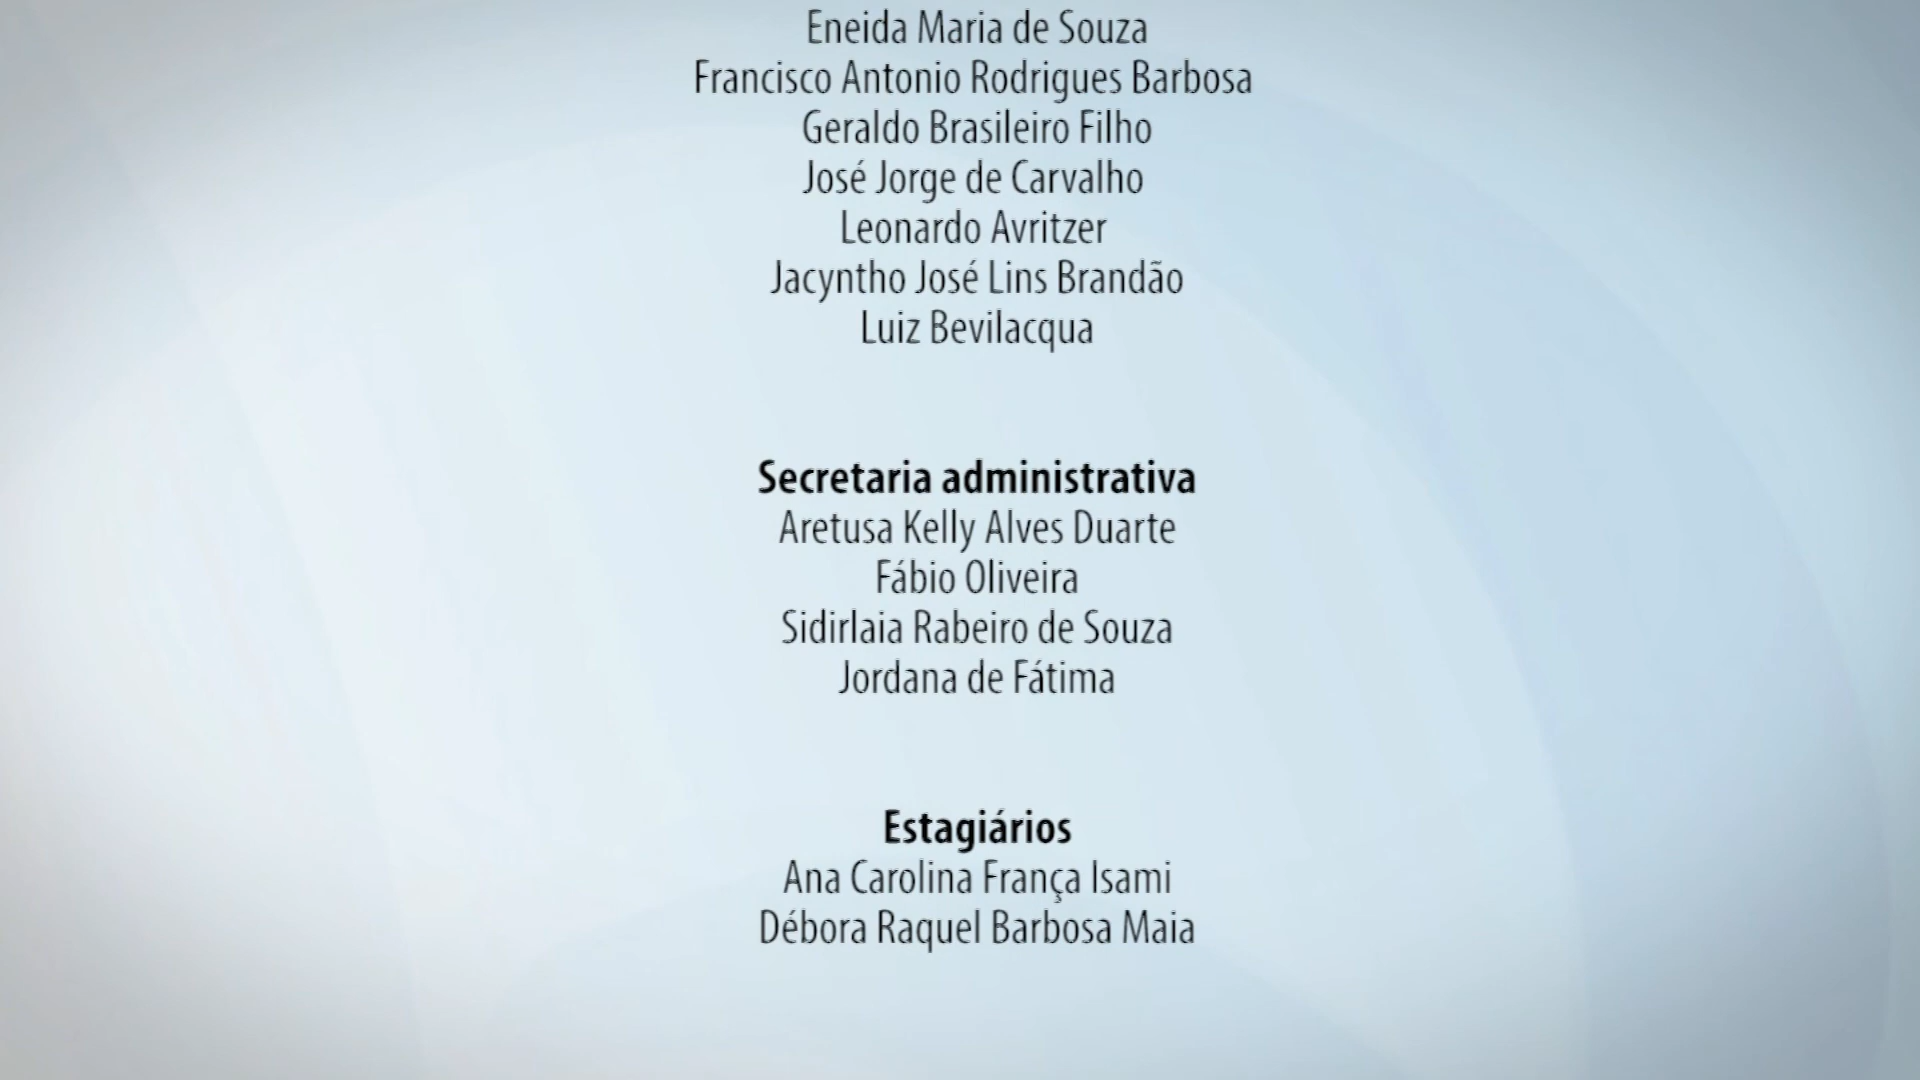 Eneida Maria de Souza
Francisco Antonio Rodrigues Barbosa
Geraldo Brasileiro Filho
José Jorge de Carvalho
Leonardo Avritzer
Jacyntho José Lins Brandão
Luiz Bevilacqua
Secretaria administrativa
Aretusa Kelly Alves Duarte
Fábio Oliveira
Sidirlaia Rabeiro de Souza
Jordana de Fátima
Estagiários
Ana Carolina França Isami
Débora Raquel Barbosa Maia